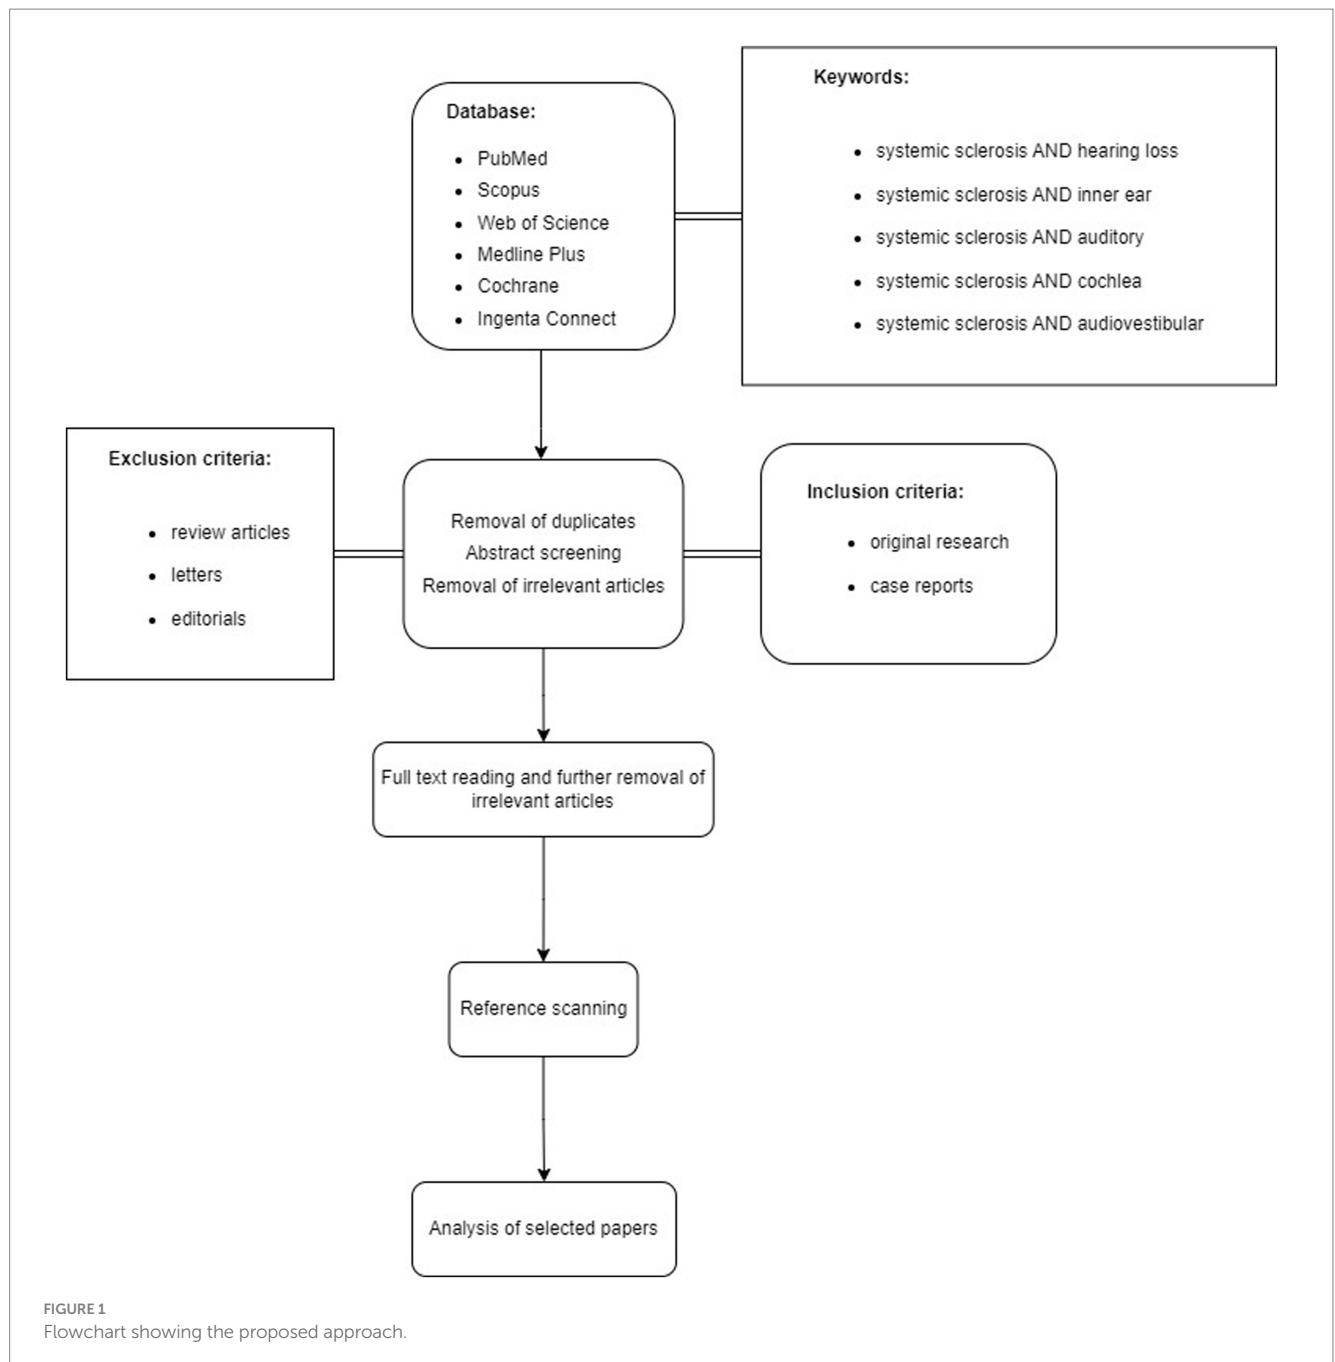 Database:
PubMed
Scopus
Web of Science
Medline Plus
Cochrane
Ingenta Connect
Keywords:
systemic sclerosis AND hearing loss
systemic sclerosis AND inner ear
systemic sclerosis AND auditory
systemic sclerosis AND cochlea
systemic sclerosis AND audiovestibular
Exclusion criteria:
review articles
letters
editorials
Removal of duplicates
Abstract screening
Removal of irrelevant articles
Inclusion criteria:
original research
case reports
Full text reading and further removal of
irrelevant articles
Reference scanning
Analysis of selected papers
FIGURE 1
Flowchart showing the proposed approach.